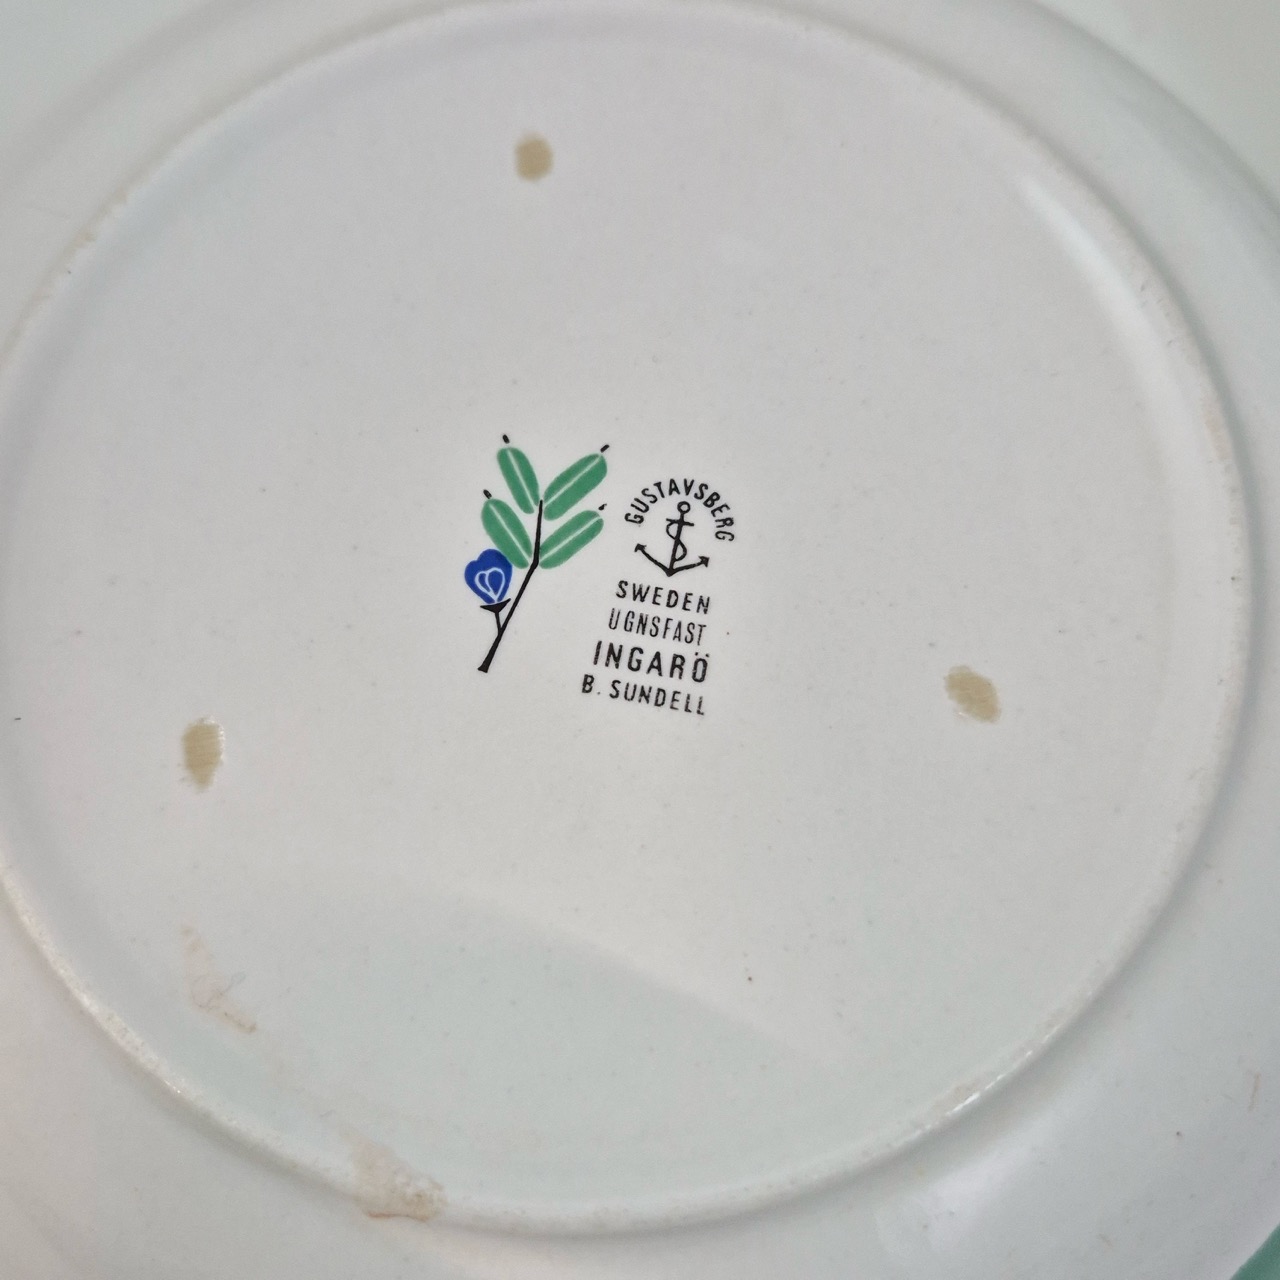 GUSTAVSBERG
SWEDEN
UGNSFAST
INGARÖ
B. SUNDELL